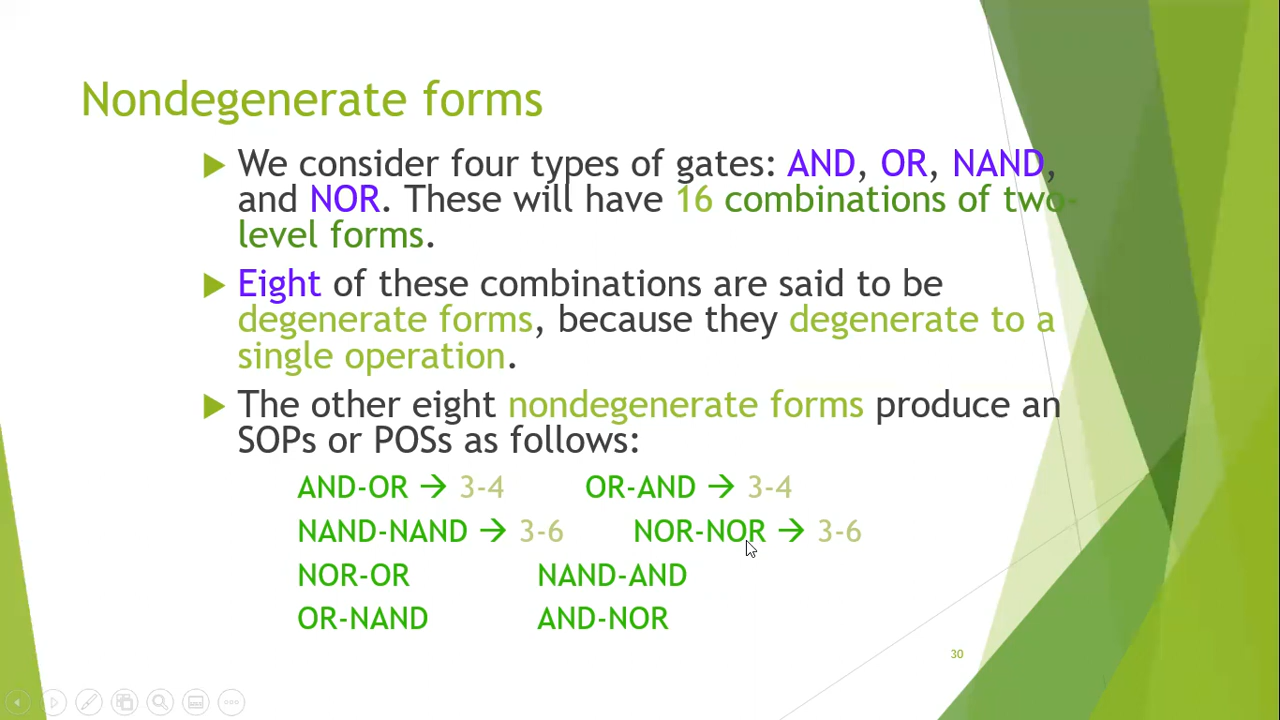 Nondegenerate forms
We consider four types of gates: AND, OR, NAND,
and NOR. These will have 16 combinations of two-
level forms.
Eight of these combinations are said to be
degenerate forms, because they degenerate to a
single operation.
The other eight nondegenerate forms produce an
SOPs or POSs as follows:
AND-OR → 3-4 OR-AND → 3-4
NAND-NAND → 3-6 NOR-NOR → 3-6
NOR-OR NAND-AND
OR-NAND AND-NOR
30